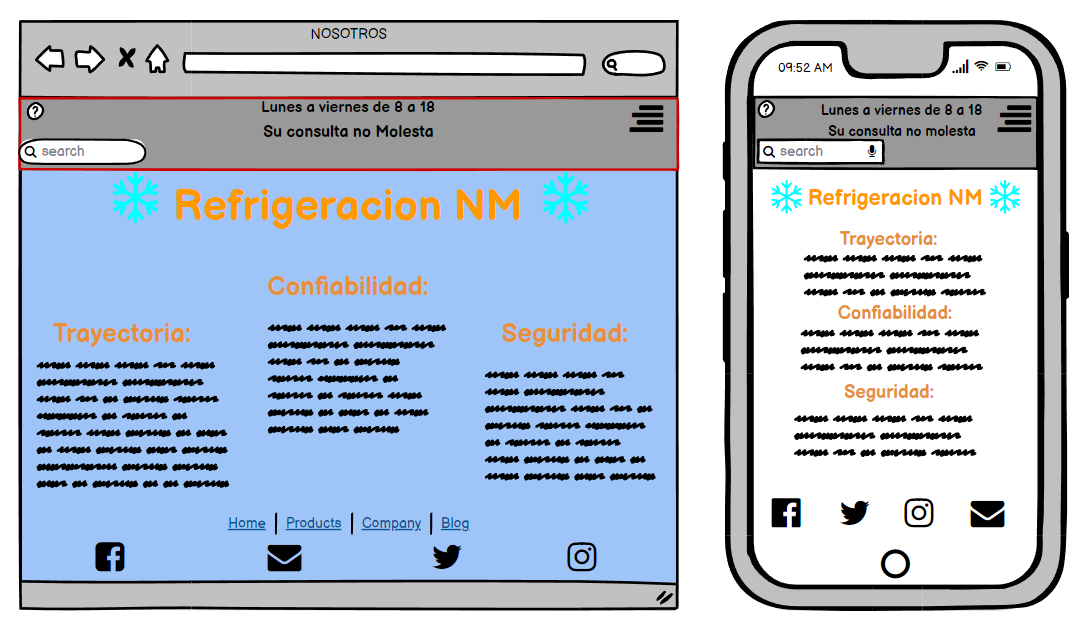 NOSOTROS
?
Lunes a viernes de 8 a 18
Su consulta no Molesta
search
Refrigeracion NM
Confiabilidad:
Trayectoria:
Seguridad:
Home | Products | Company | Blog
09:52 AM
?
Lunes a viernes de 8 a 18
Su consulta no molesta
search
Refrigeracion NM
Trayectoria:
Confiabilidad:
Seguridad: